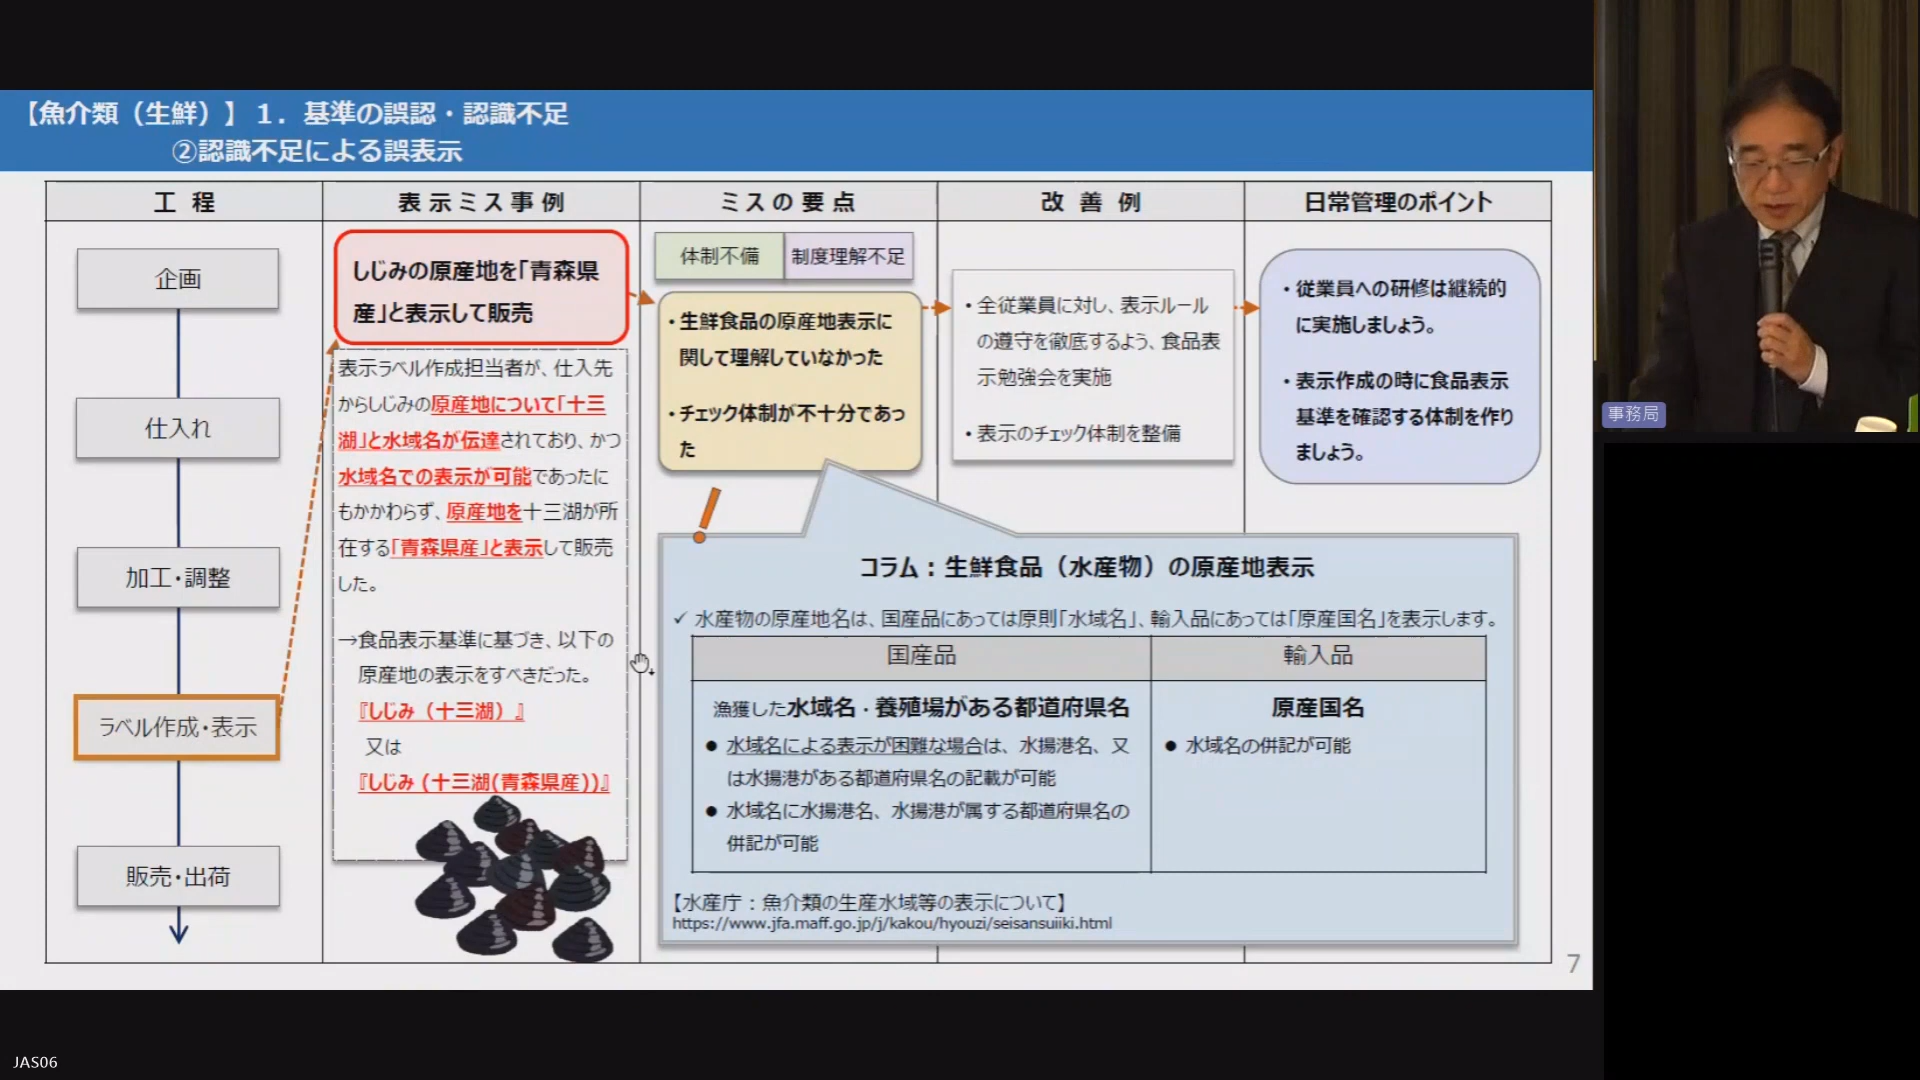 【魚介類（生鮮）】１．基準の誤認・認識不足
②認識不足による誤表示
工 程
表示ミス事例
ミスの要点
改 善 例
日常管理のポイント
企画
仕入れ
加工・調整
ラベル作成・表示
販売・出荷
しじみの原産地を「青森県
産」と表示して販売
表示ラベル作成担当者が、仕入先
からしじみの原産地について「十三
湖」と水域名が伝達されており、かつ
水域名での表示が可能であったに
もかかわらず、原産地を十三湖が所
在する「青森県産」と表示して販売
した。
→食品表示基準に基づき、以下の
原産地の表示をすべきだった。
『しじみ（十三湖）』
又は
『しじみ (十三湖(青森県産))』
体制不備
制度理解不足
・生鮮食品の原産地表示に
関して理解していなかった
・チェック体制が不十分であっ
た
・全従業員に対し、表示ルール
の遵守を徹底するよう、食品表
示勉強会を実施
・表示のチェック体制を整備
・従業員への研修は継続的
に実施しましょう。
・表示作成の時に食品表示
基準を確認する体制を作り
ましょう。
コラム：生鮮食品（水産物）の原産地表示
✓ 水産物の原産地名は、国産品にあっては原則「水域名」、輸入品にあっては「原産国名」を表示します。
国産品
輸入品
漁獲した水域名・養殖場がある都道府県名
● 水域名による表示が困難な場合は、水揚港名、又
は水揚港がある都道府県名の記載が可能
● 水域名に水揚港名、水揚港が属する都道府県名の
併記が可能
原産国名
● 水域名の併記が可能
【水産庁：魚介類の生産水域等の表示について】
https://www.jfa.maff.go.jp/j/kakou/hyouzi/seisansuiiki.html
7
事務局
JAS06